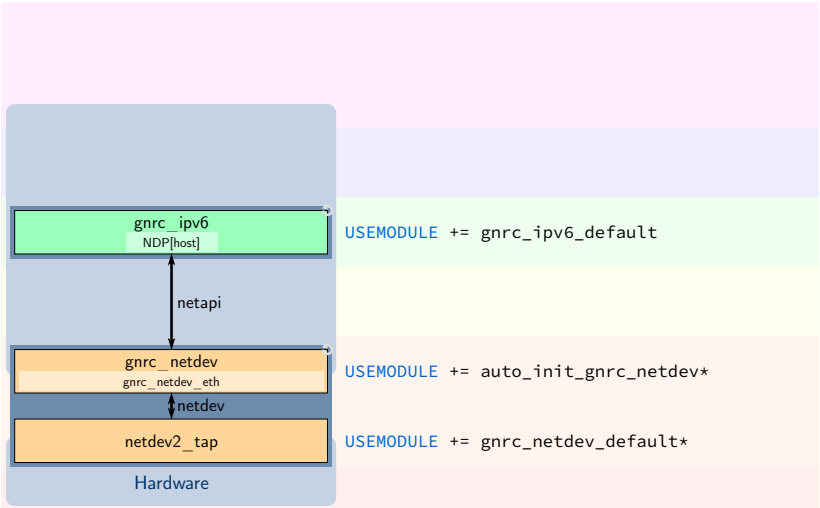 gnrc_ipv6
NDP[host]
USEMODULE += gnrc_ipv6_default
netapi
gnrc_netdev
gnrc_netdev_eth
USEMODULE += auto_init_gnrc_netdev*
netdev
netdev2_tap
USEMODULE += gnrc_netdev_default*
Hardware